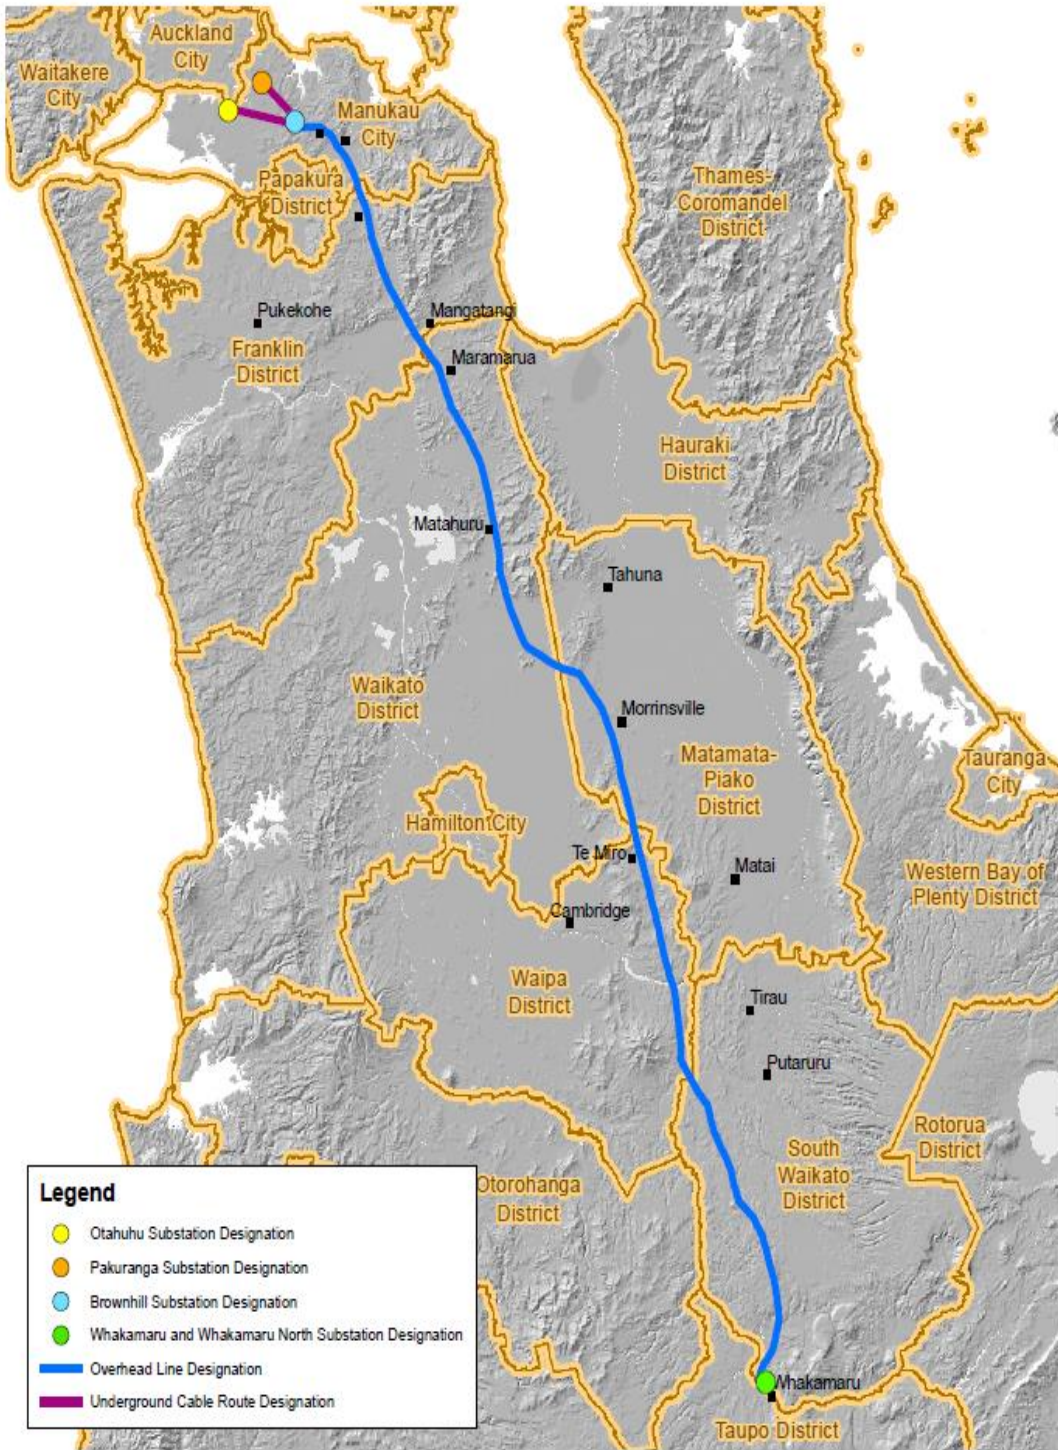 Auckland
City
Waitakere
City
Manukau
City
Papakura
District
Thames-
Coromandel
District
Pukekohe
Mangatangi
Franklin
District
Maramarua
Hauraki
District
Matahuru
Tahuna
Waikato
District
Morrinsville
Matamata-
Piako
District
Tauranga
City
Hamilton City
Te Miro
Matai
Western Bay of
Plenty District
Cambridge
Waipa
District
Tirau
Putaruru
Rotorua
District
South
Waikato
District
Otorohanga
District
Legend
Otahuhu Substation Designation
Pakuranga Substation Designation
Brownhill Substation Designation
Whakamaru and Whakamaru North Substation Designation
Overhead Line Designation
Underground Cable Route Designation
Whakamaru
Taupo District